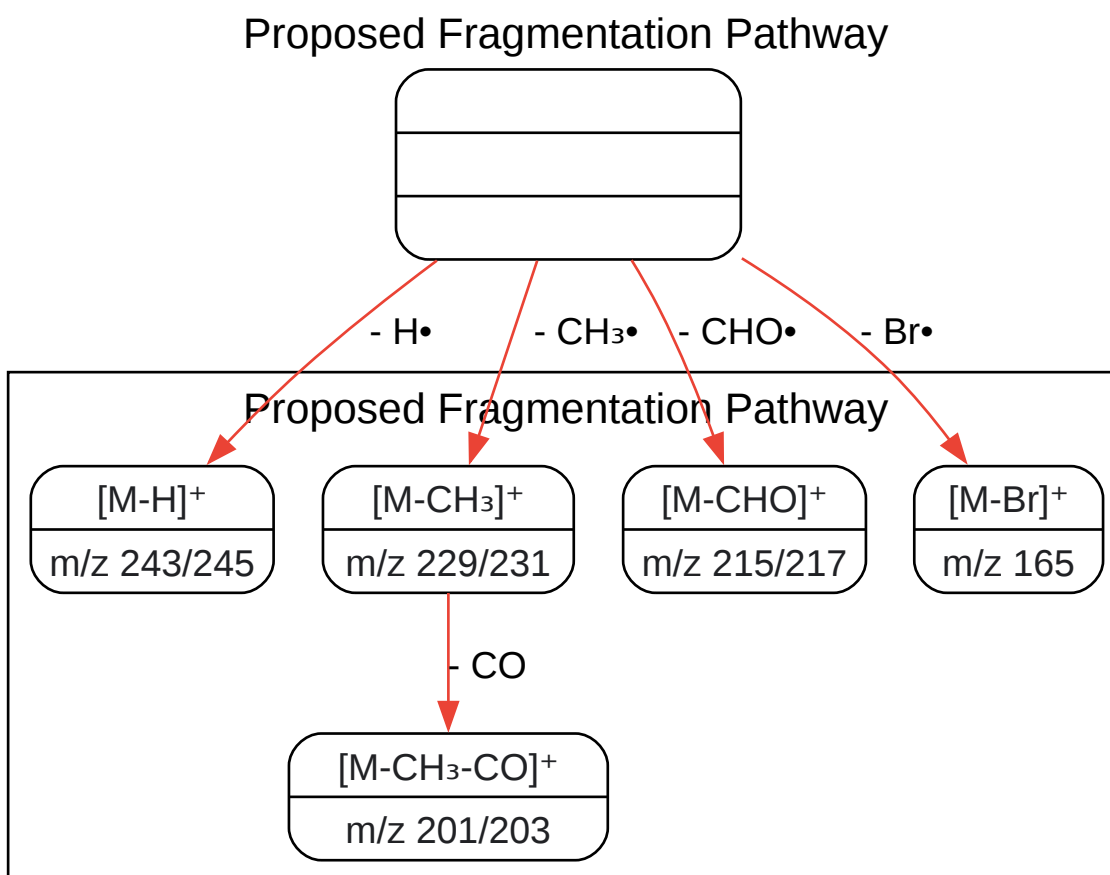 Proposed Fragmentation Pathway
- H•
- CH₃•
- CHO•
- Br•
Proposed Fragmentation Pathway
[M-H]⁺
m/z 243/245
[M-CH₃]⁺
m/z 229/231
[M-CHO]⁺
m/z 215/217
[M-Br]⁺
m/z 165
- CO
[M-CH₃-CO]⁺
m/z 201/203